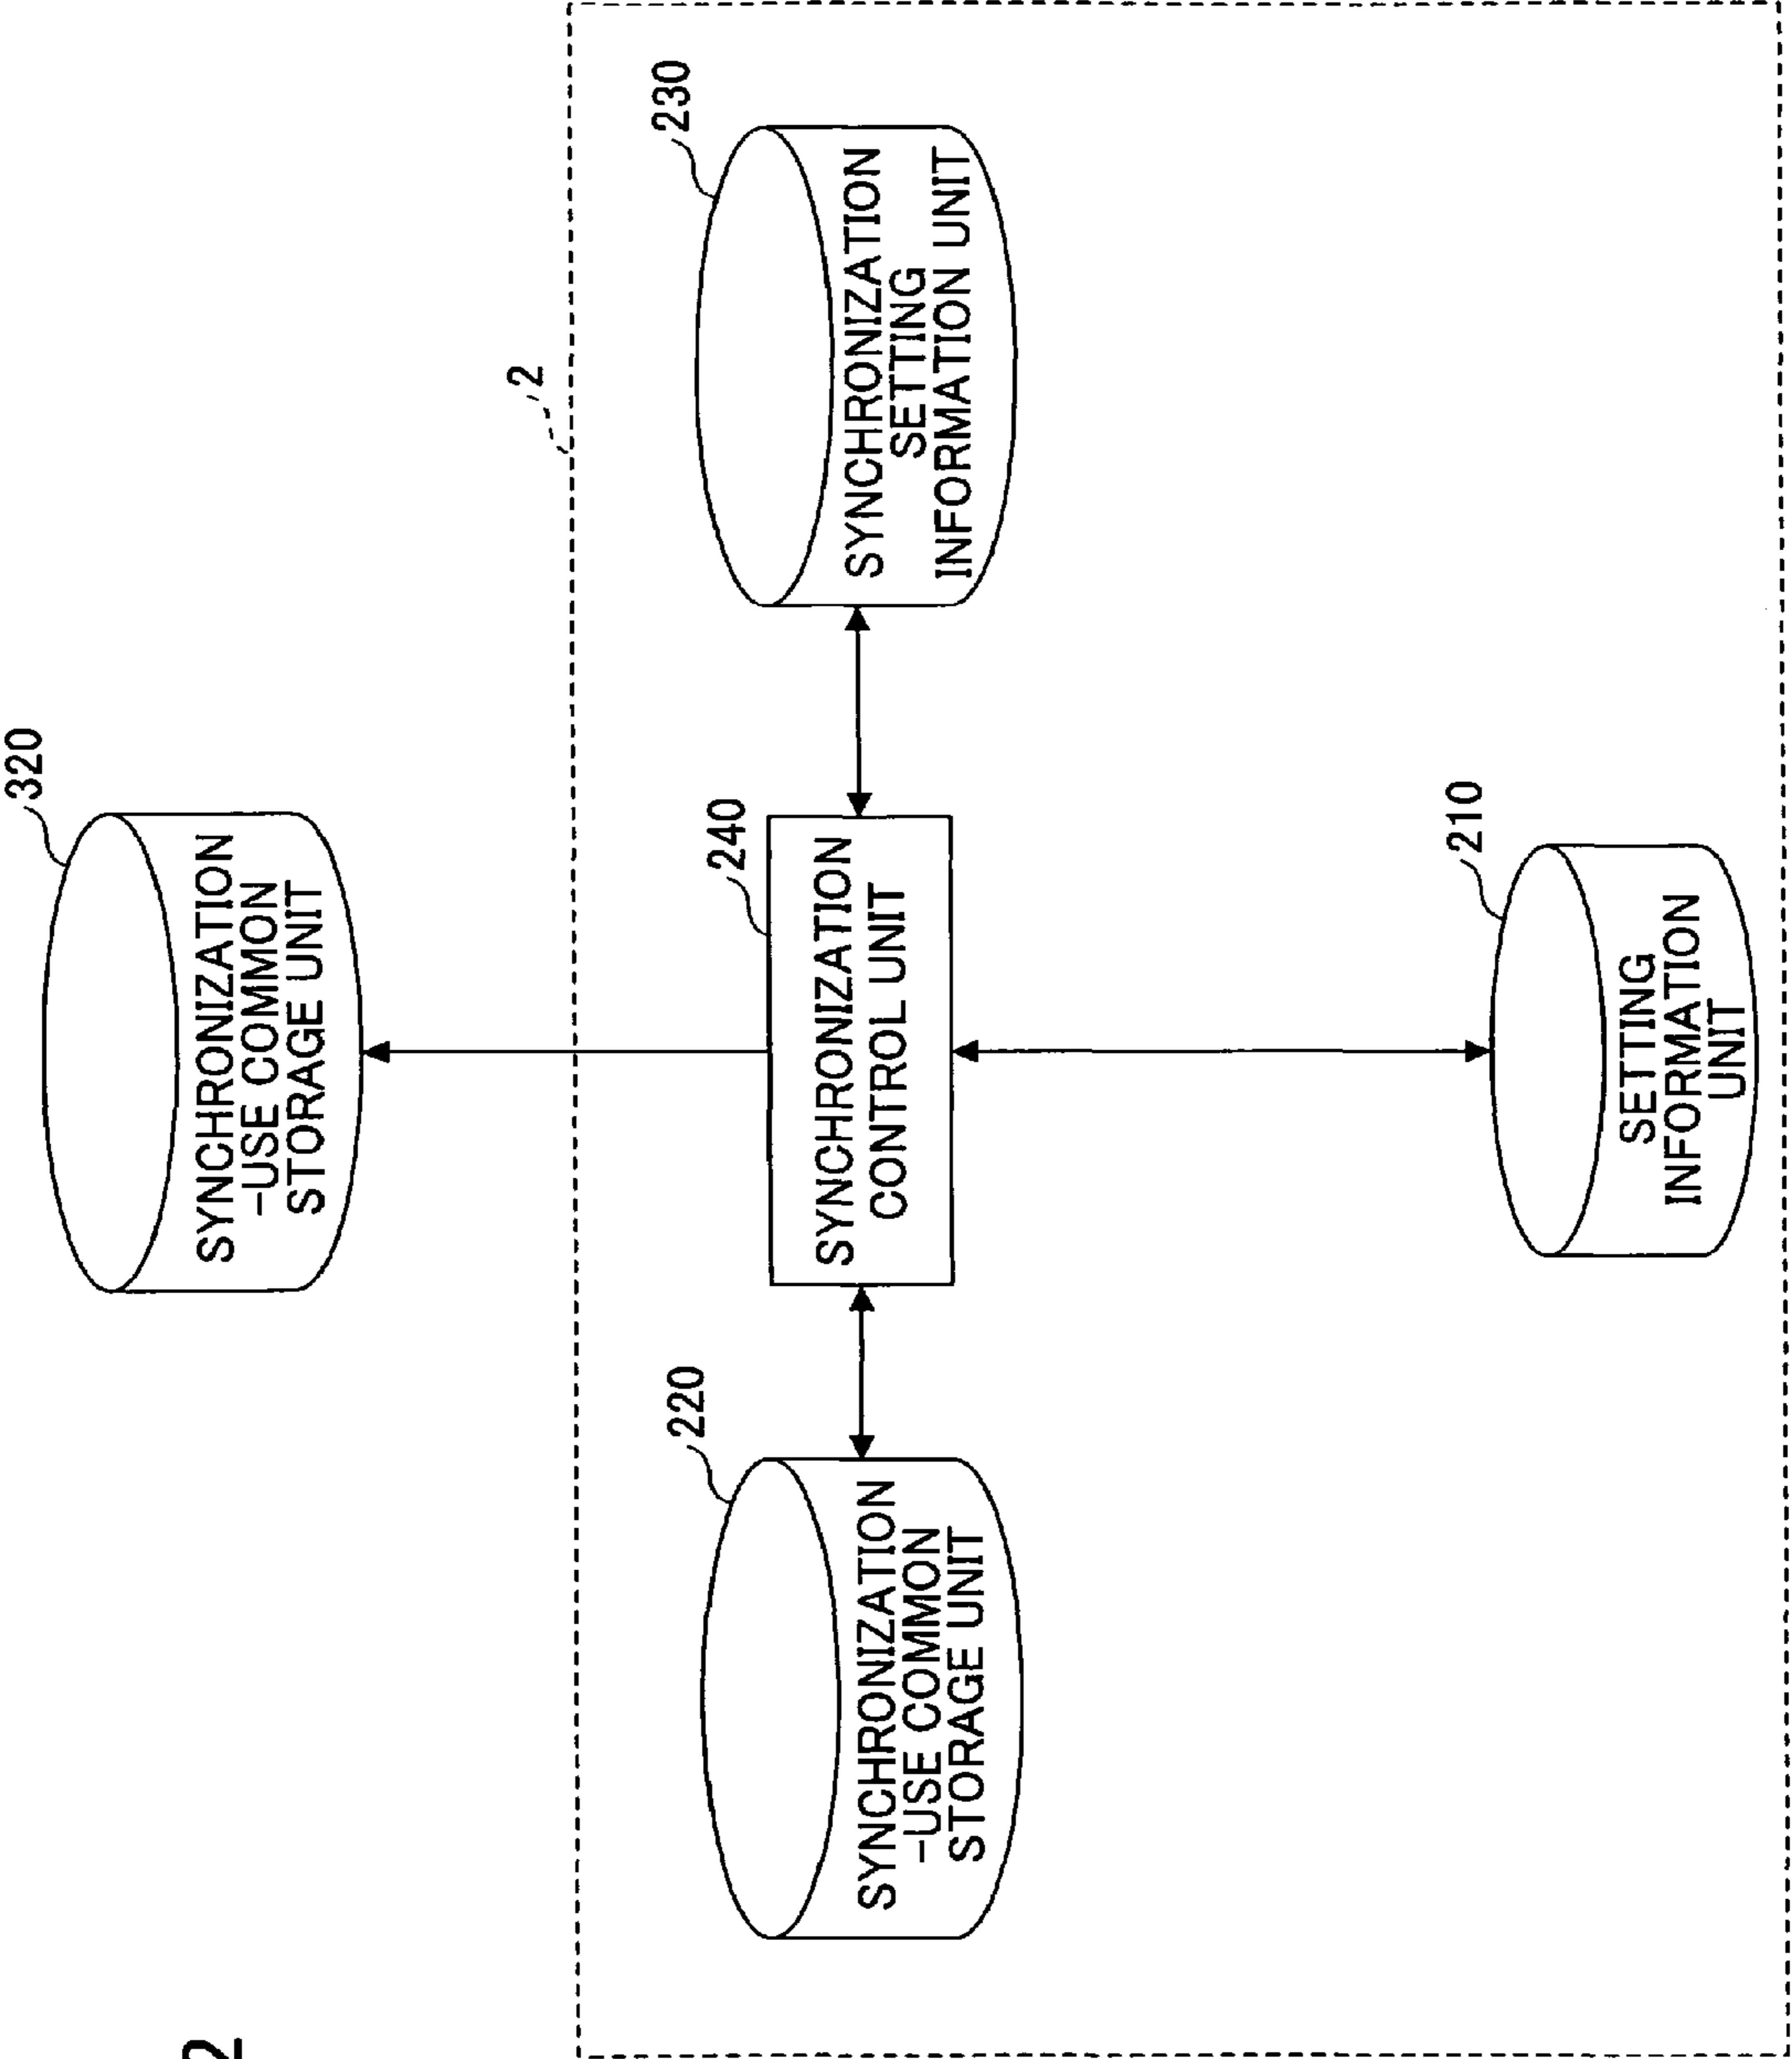 2
320
SYNCHRONIZATION
-USE COMMON
STORAGE UNIT
2
220
SYNCHRONIZATION
-USE COMMON
STORAGE UNIT
240
SYNCHRONIZATION
CONTROL UNIT
230
SYNCHRONIZATION
SETTING
INFORMATION UNIT
210
SETTING
INFORMATION
UNIT